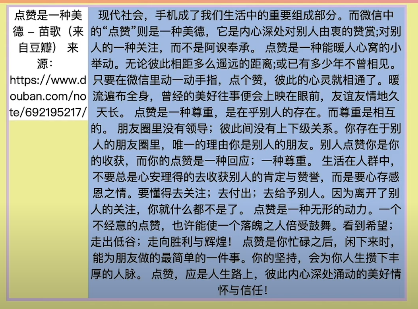 点赞是一种美
德 – 苗歌（来
自豆瓣） 来
源：
https://www.d
ouban.com/no
te/692195217/
现代社会，手机成了我们生活中的重要组成部分。而微信中
的“点赞”则是一种美德，它是内心深处对别人由衷的赞赏;对别
人的一种关注，而不是阿谀奉承。 点赞是一种能暖人心窝的小
举动。无论彼此相距多么遥远的距离;或已有多少年不曾相见。
只要在微信里动一动手指，点个赞，彼此的心灵就相通了。暖
流遍布全身，曾经的美好往事便会上映在眼前，友谊友情地久
天长。 点赞是一种尊重，是在乎别人的存在。而尊重是相互
的。 朋友圈里没有领导；彼此间没有上下级关系。你存在于别
人的朋友圈里，唯一的理由你是别人的朋友。别人点赞你是你
的收获，而你的点赞是一种回应；一种尊重。 生活在人群中，
不要总是心安理得的去收获别人的肯定与赞誉，而是要心存感
恩之情。要懂得去关注；去付出；去给予别人。因为离开了别
人的关注，你就什么都不是了。 点赞是一种无形的动力。一个
不经意的点赞，也许能使一个落魄之人倍受鼓舞。看到希望；
走出低谷；走向胜利与辉煌！ 点赞是你忙碌之后，闲下来时，
能为朋友做的最简单的一件事。你的坚持，会为你人生攒下丰
厚的人脉。 点赞，应是人生路上，彼此内心深处涌动的美好情
怀与信任！